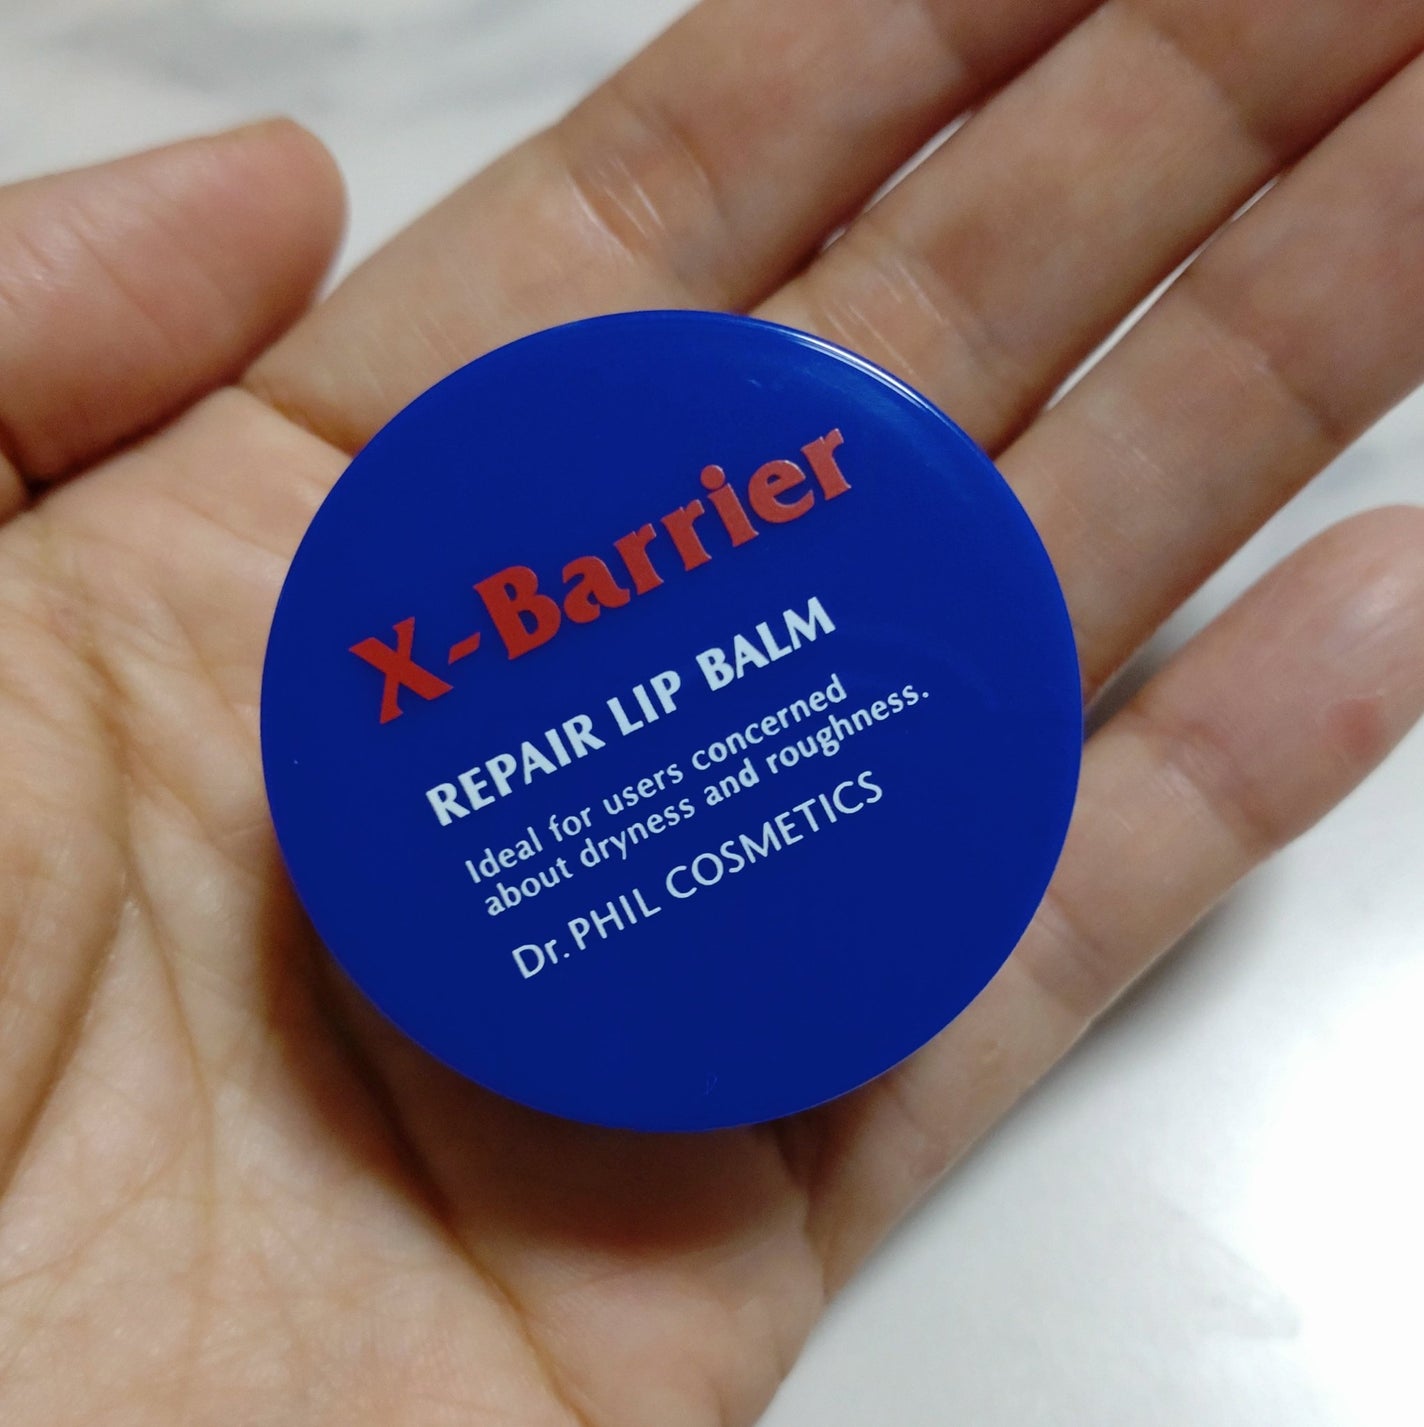 X-Barrier
REPAIR LIP BALM
Ideal for users concerned
about dryness and roughness.
Dr. PHIL COSMETICS